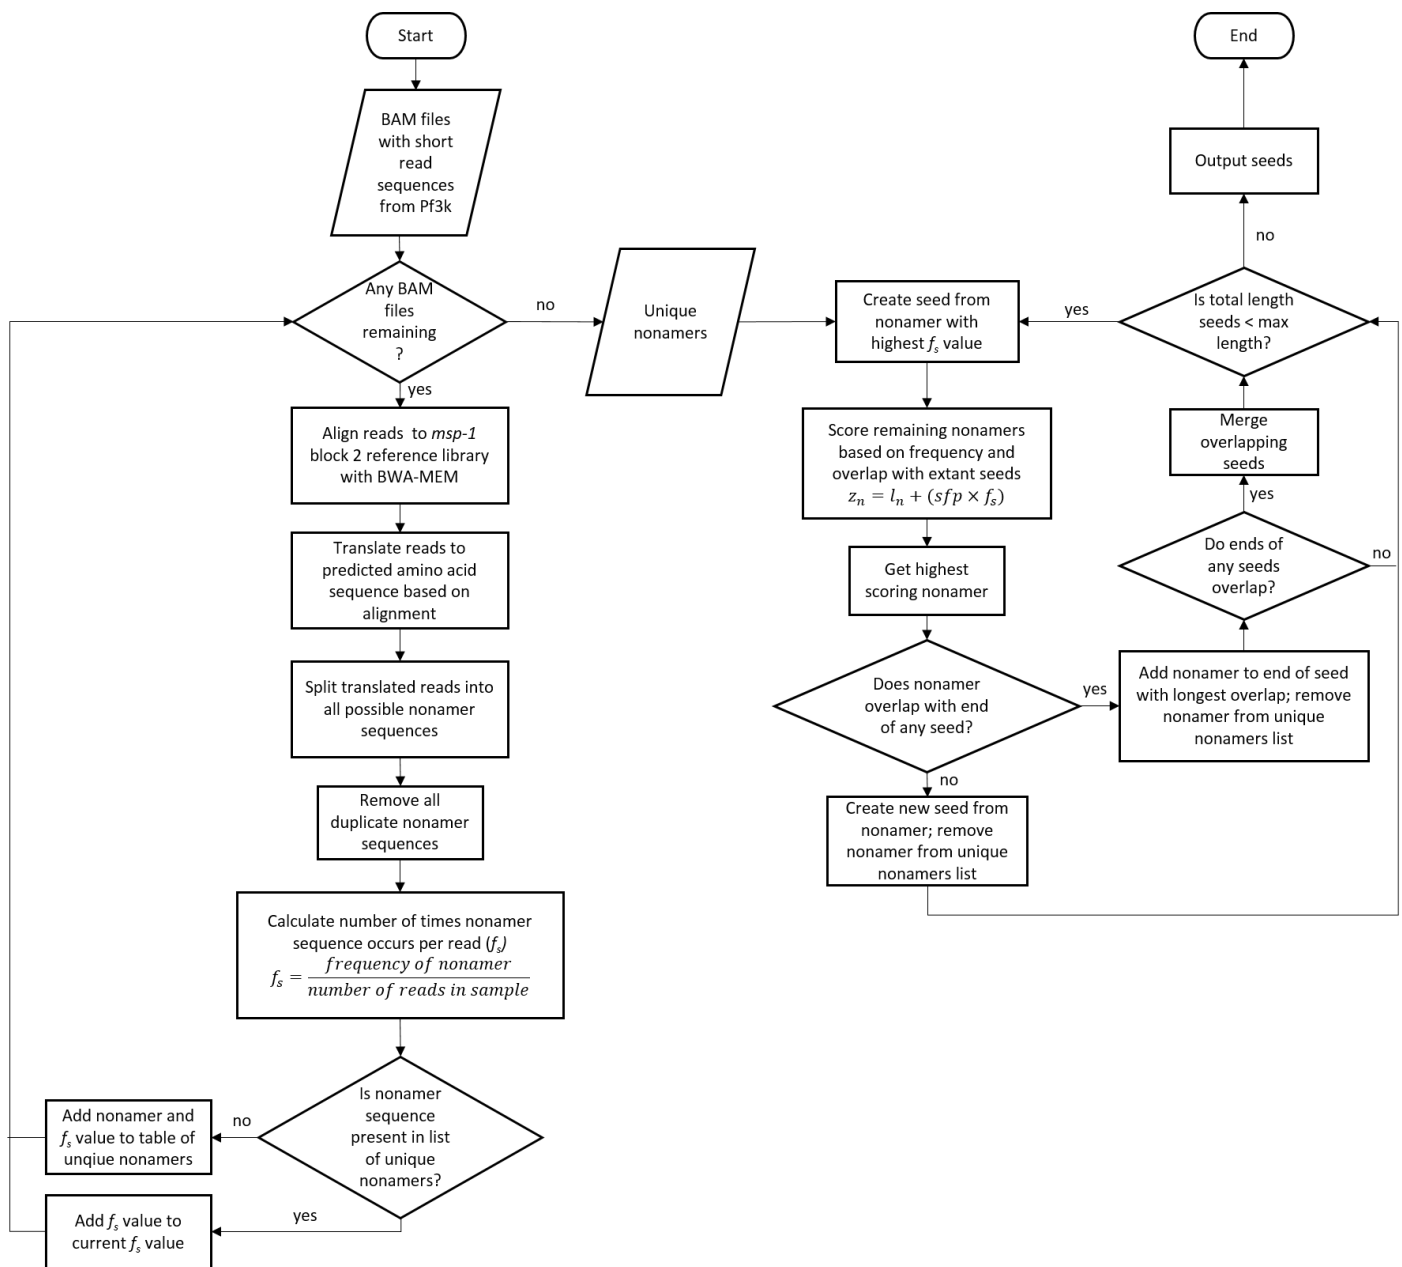 Start
BAM files
with short
read
sequences
from Pf3k
Any BAM
files
remaining
?
no
yes
Align reads to msp-1
block 2 reference library
with BWA-MEM
Translate reads to
predicted amino acid
sequence based on
alignment
Split translated reads into
all possible nonamer
sequences
Remove all
duplicate nonamer
sequences
Calculate number of times nonamer
sequence occurs per read (fs)
fs = frequency of nonamer / number of reads in sample
Is nonamer
sequence
present in list
of unique
nonamers?
no
Add nonamer and
fs value to table of
unqiue nonamers
yes
Add fs value to
current fs value
Unique
nonamers
Create seed from
nonamer with
highest fs value
Score remaining nonamers
based on frequency and
overlap with extant seeds
zn = ln + (sfp × fs)
Get highest
scoring nonamer
Does nonamer
overlap with end
of any seed?
yes
no
Create new seed from
nonamer; remove
nonamer from unique
nonamers list
Add nonamer to end of seed
with longest overlap; remove
nonamer from unique
nonamers list
Do ends of
any seeds
overlap?
no
yes
Merge
overlapping
seeds
Is total length
seeds < max
length?
yes
no
Output seeds
End